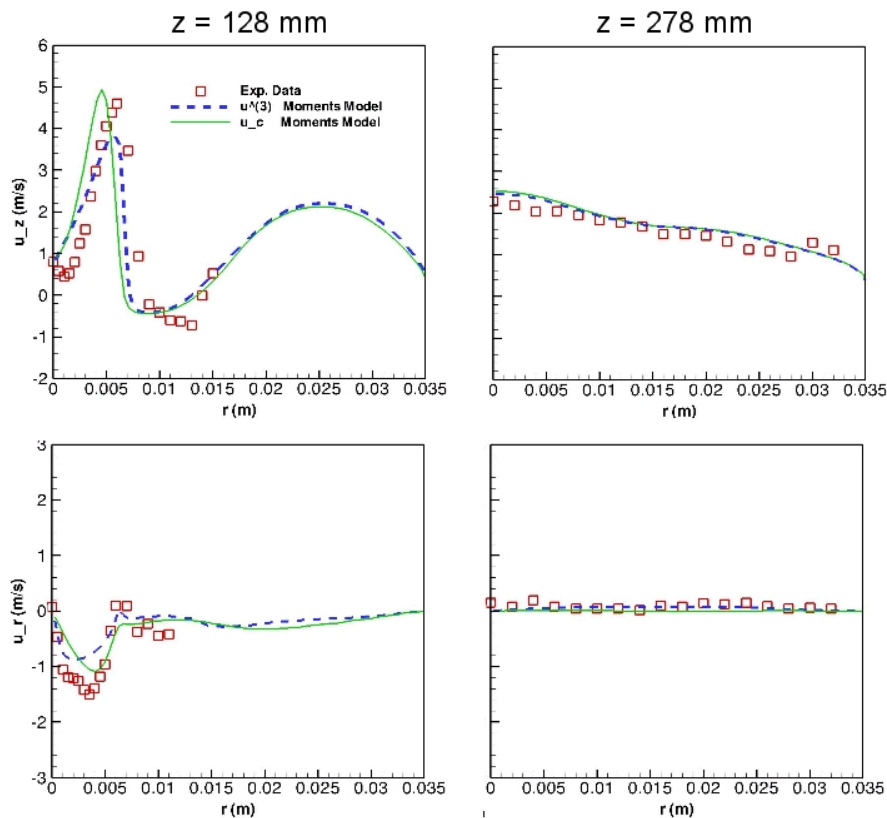 z = 128 mm
z = 278 mm
6
5
4
3
2
1
0
-1
-2
u_z (m/s)
Exp. Data
u^(3) Moments Model
u_c Moments Model
0 0.005 0.01 0.015 0.02 0.025 0.03 0.035
r (m)
0 0.005 0.01 0.015 0.02 0.025 0.03 0.035
r (m)
3
2
1
0
-1
-2
-3
u_r (m/s)
0 0.005 0.01 0.015 0.02 0.025 0.03 0.035
r (m)
0 0.005 0.01 0.015 0.02 0.025 0.03 0.035
r (m)